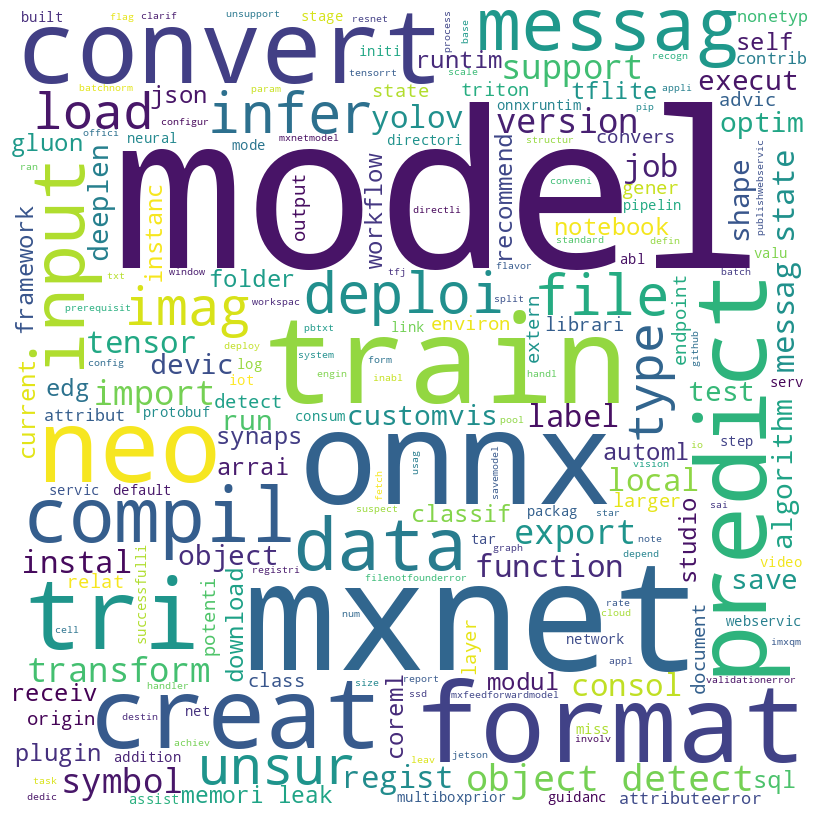 built
flag
clarif
unsupport
stage
resnet
process
base
messag
nonetyp
convert
initi
runtim
support
recogn
self
contrib
batchnorm
tensorrt
scale
param
state
triton
appli
execut
load
json
configur
infer
yolov
tflite
onnxruntim
pip
version
advic
optim
gluon
offici
neural
mode
mxnetmodel
directori
convers
ran
model
structur
job
input
deeplen
instanc
output
workflow
directli
recommend
conveni
gener
pipelin
shape
publishwebservic
algorithm messag state
framework
notebook
standard
defin
abl
valu
txt
window
tfj
flavor
batch
prerequisit
folder
workspac
deploi
split
file
predict
imag
pbtxt
link
environ
extern
librari
endpoint
github
tensor
deploy
log
system
form
train
type
current
config
iot
devic
engin
inabl
handl
test
serv
edg
import
detect
attribut
protobuf
run
consum
customvis
pool
label
neo
synaps
onnx
automl
step
io
arrai
usag
savemodel
vision
local
servic
default
fetch
larger
compil
suspect
data
classif
packag
star
sai
export
tar
note
studio
instal
object
graph
function
depend
video
relat
successfulli
potenti
download
registri
filenotfounderror
save
tri
mxnet
num
rate
cloud
document
webservic
cell
network
imxqm
transform
layer
appl
class
size
report
modul
handler
coreml
ssd
mxfeedforwardmodel
consol
validationerror
receiv
creat
format
origin
destin
net
miss
involv
plugin
addition
achiev
leav
jetson
unsur
regist
object detect
sql
task
symbol
dedic
assist
memori leak
multiboxprior
guidanc
attributeerror